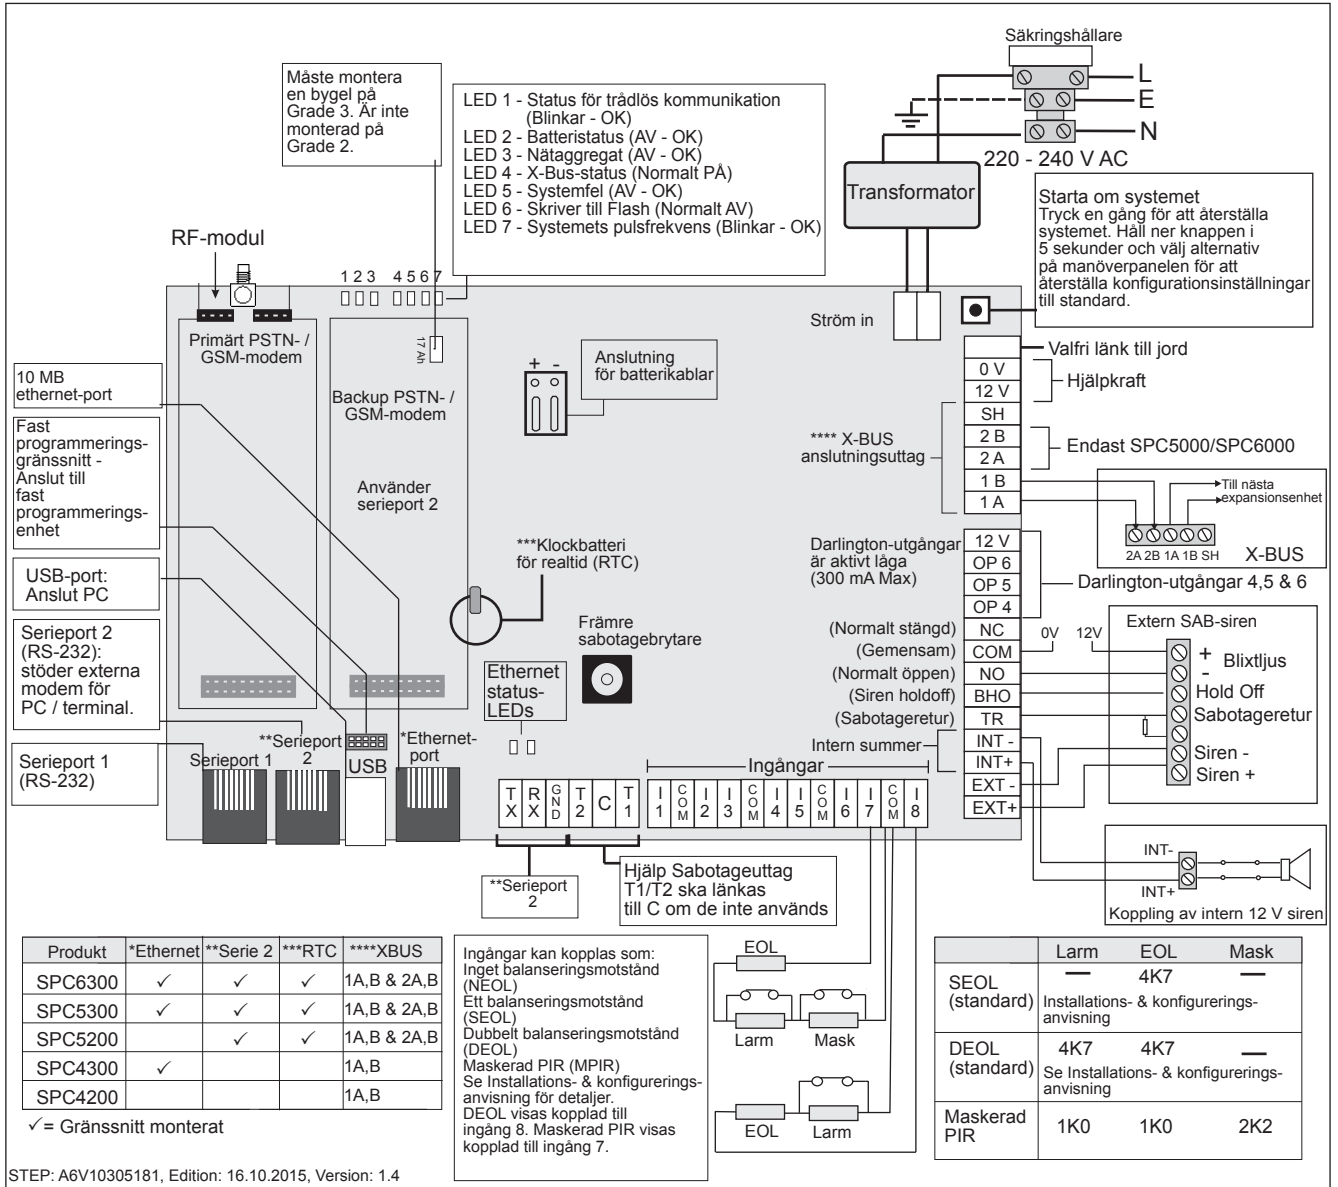 Säkringshållare
L
E
N
220 - 240 V AC
Transformator
Måste montera
en bygel på
Grade 3. Är inte
monterad på
Grade 2.
LED 1 - Status för trådlös kommunikation
(Blinkar - OK)
LED 2 - Batteristatus (AV - OK)
LED 3 - Nätaggregat (AV - OK)
LED 4 - X-Bus-status (Normalt PÅ)
LED 5 - Systemfel (AV - OK)
LED 6 - Skriver till Flash (Normalt AV)
LED 7 - Systemets pulsfrekvens (Blinkar - OK)
Starta om systemet
Tryck en gång för att återställa
systemet. Håll ner knappen i
5 sekunder och välj alternativ
på manöverpanelen för att
återställa konfigurationsinställningar
till standard.
RF-modul
1 2 3 4 5 6 7
Ström in
Primärt PSTN- /
GSM-modem
17 Ah
Backup PSTN- /
GSM-modem
Använder
serieport 2
+ -
Anslutning
för batterikablar
10 MB
ethernet-port
Fast
programmerings-
gränssnitt -
Anslut till
fast
programmerings-
enhet
USB-port:
Anslut PC
Serieport 2
(RS-232):
stöder externa
modem för
PC / terminal.
Serieport 1
(RS-232)
Valfri länk till jord
0 V
12 V
Hjälpkraft
SH
2 B
2 A
1 B
1 A
Endast SPC5000/SPC6000
**** X-BUS
anslutningsuttag
Till nästa
expansionsenhet
2A 2B 1A 1B SH
X-BUS
***Klockbatteri
för realtid (RTC)
Darlington-utgångar
är aktivt låga
(300 mA Max)
12 V
OP 6
OP 5
OP 4
Darlington-utgångar 4,5 & 6
Främre
sabotagebrytare
Ethernet
status-
LEDs
(Normalt stängd)
NC
(Gemensam)
COM
(Normalt öppen)
NO
(Siren holdoff)
BHO
(Sabotageretur)
TR
Intern summer
INT -
INT+
EXT -
EXT+
0V
12V
Extern SAB-siren
+
-
Blixtljus
Hold Off
Sabotageretur
Siren -
Siren +
Serieport 1
**Serieport
2
USB
*Ethernet-
port
Ingångar
TX RX GND T2 C T1
I1 COM I2 I3 COM I4 I5 COM I6 I7 COM I8
**Serieport
2
Hjälp Sabotageuttag
T1/T2 ska länkas
till C om de inte används
INT-
INT+
Koppling av intern 12 V siren
Produkt *Ethernet **Serie 2 ***RTC ****XBUS
SPC6300 ✓ ✓ ✓ 1A,B & 2A,B
SPC5300 ✓ ✓ ✓ 1A,B & 2A,B
SPC5200 ✓ ✓ 1A,B & 2A,B
SPC4300 ✓ 1A,B
SPC4200 1A,B
✓= Gränssnitt monterat
Ingångar kan kopplas som:
Inget balanseringsmotstånd
(NEOL)
Ett balanseringsmotstånd
(SEOL)
Dubbelt balanseringsmotstånd
(DEOL)
Maskerad PIR (MPIR)
Se Installations- & konfigurerings-
anvisning för detaljer.
DEOL visas kopplad till
ingång 8. Maskerad PIR visas
kopplad till ingång 7.
EOL
Larm
Mask
EOL
Larm
Larm EOL Mask
SEOL
(standard)
— 4K7 —
Installations- & konfigurerings-
anvisning
DEOL
(standard)
4K7 4K7 —
Se Installations- & konfigurerings-
anvisning
Maskerad
PIR
1K0 1K0 2K2
STEP: A6V10305181, Edition: 16.10.2015, Version: 1.4